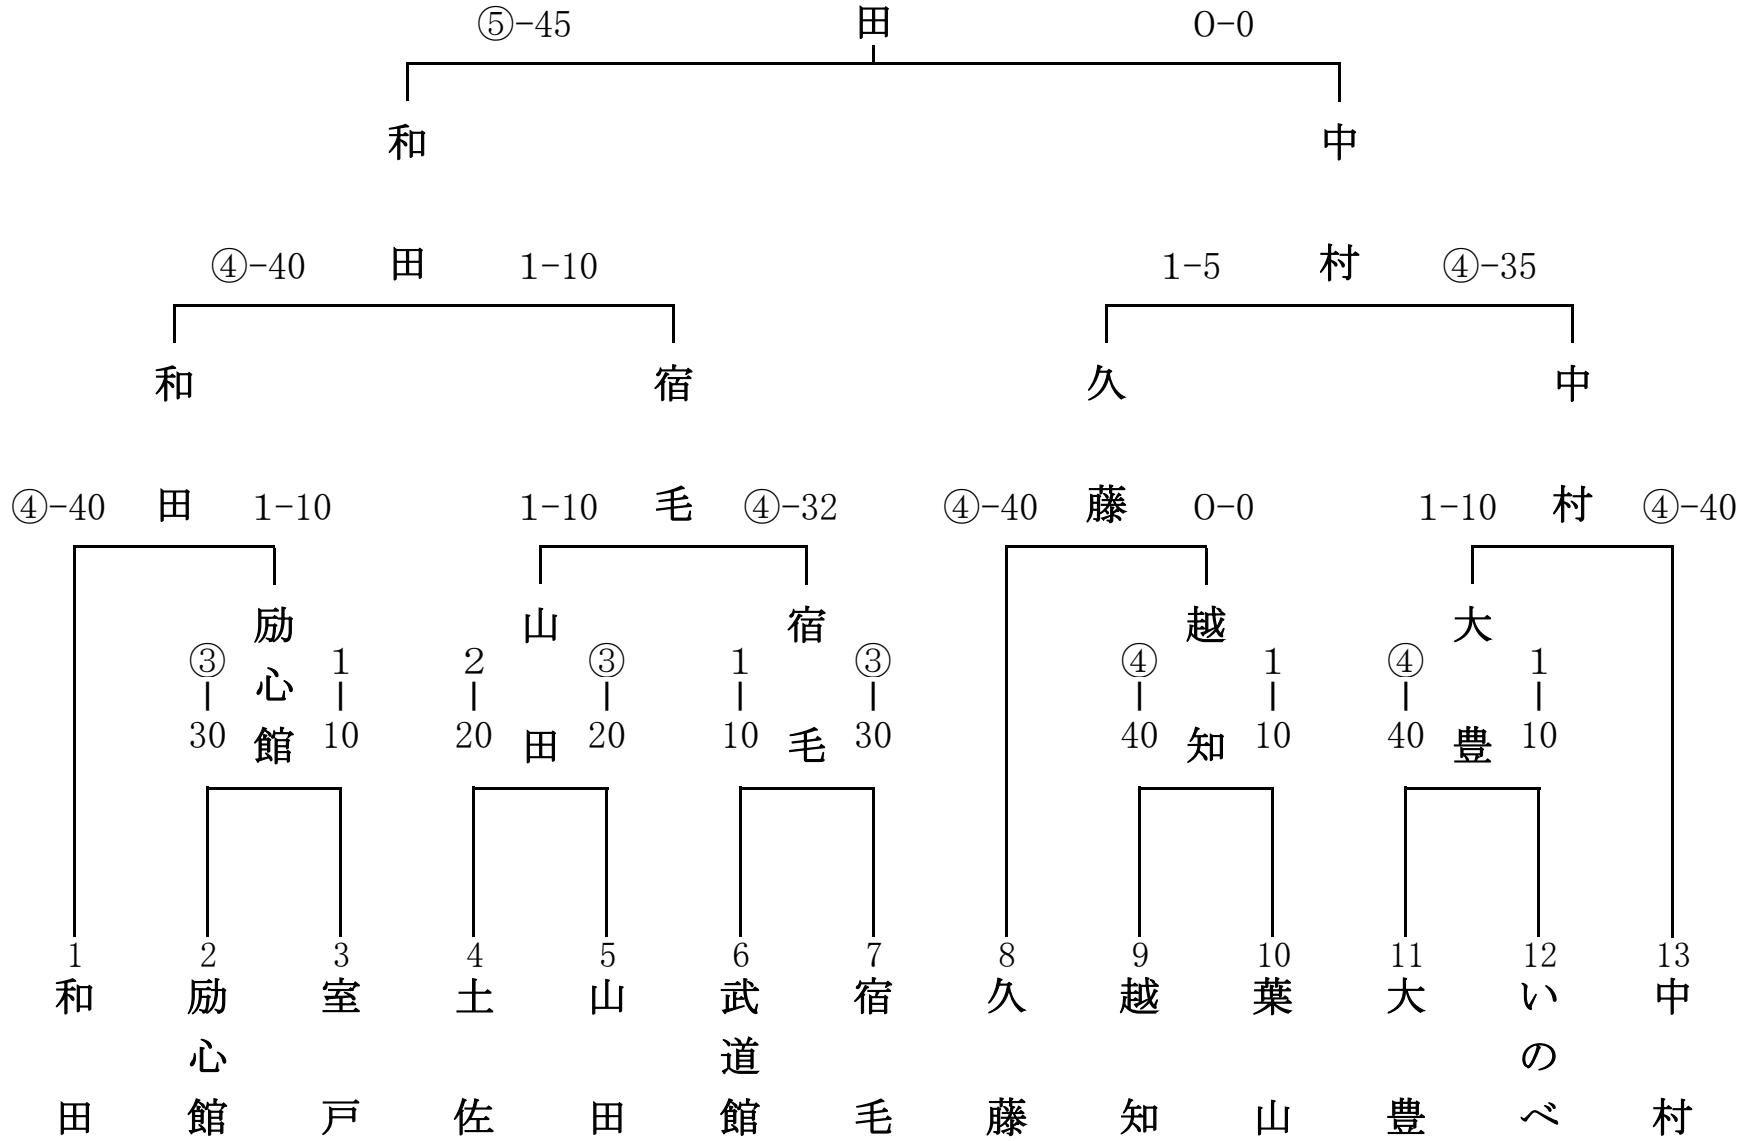 ⑤-45 田 0-0
和 中
④-40 田 1-10 1-5 村 ④-35
和 宿 久 中
④-40 田 1-10 1-10 毛 ④-32 ④-40 藤 0-0 1-10 村 ④-40
励心館 山田 宿毛 越知 大豊
③-30 1-10 2-20 ③-20 1-10 ③-30 ④-40 1-10 ④-40 1-10
1 2 3 4 5 6 7 8 9 10 11 12 13
和田 励心館 室戸 土佐 山田 武道館 宿毛 久藤 越知 葉山 大豊 いのべ 中村